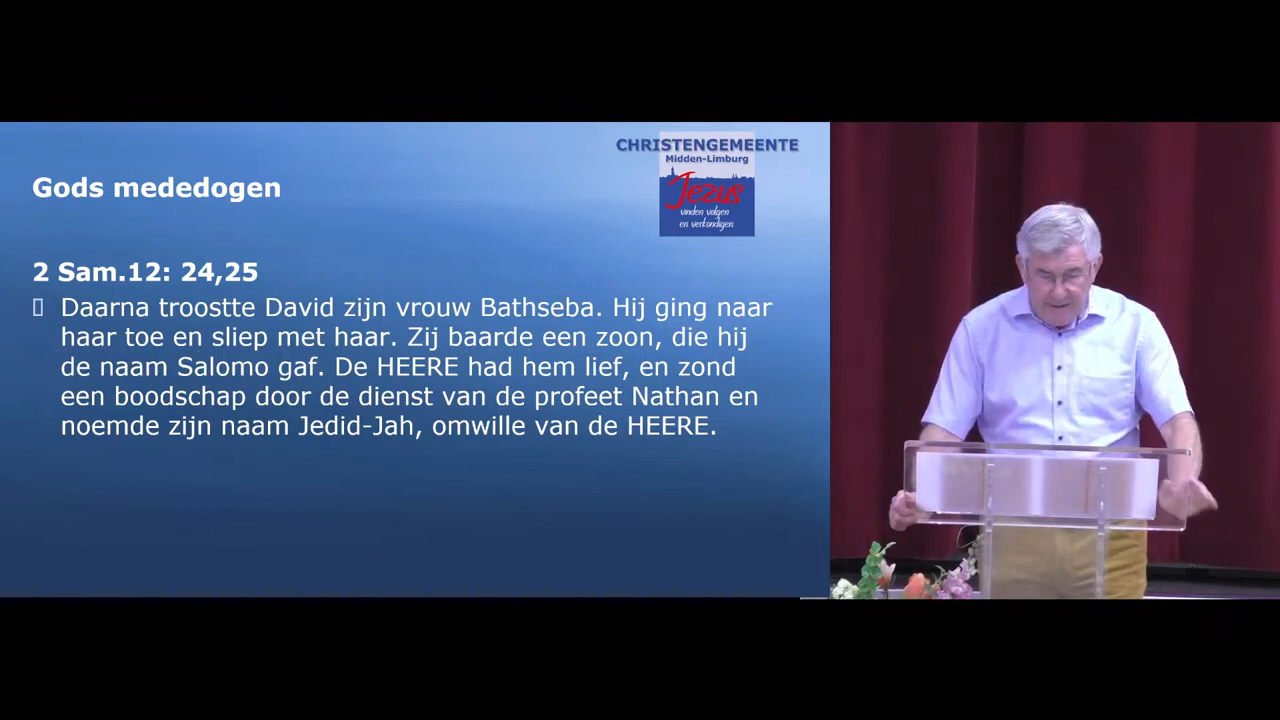 CHRISTENGEMEENTE
Midden-Limburg
Jezus
vinden volgen
en verkondigen
Gods mededogen
2 Sam.12: 24,25
Daarna troostte David zijn vrouw Bathseba. Hij ging naar
haar toe en sliep met haar. Zij baarde een zoon, die hij
de naam Salomo gaf. De HEERE had hem lief, en zond
een boodschap door de dienst van de profeet Nathan en
noemde zijn naam Jedid-Jah, omwille van de HEERE.